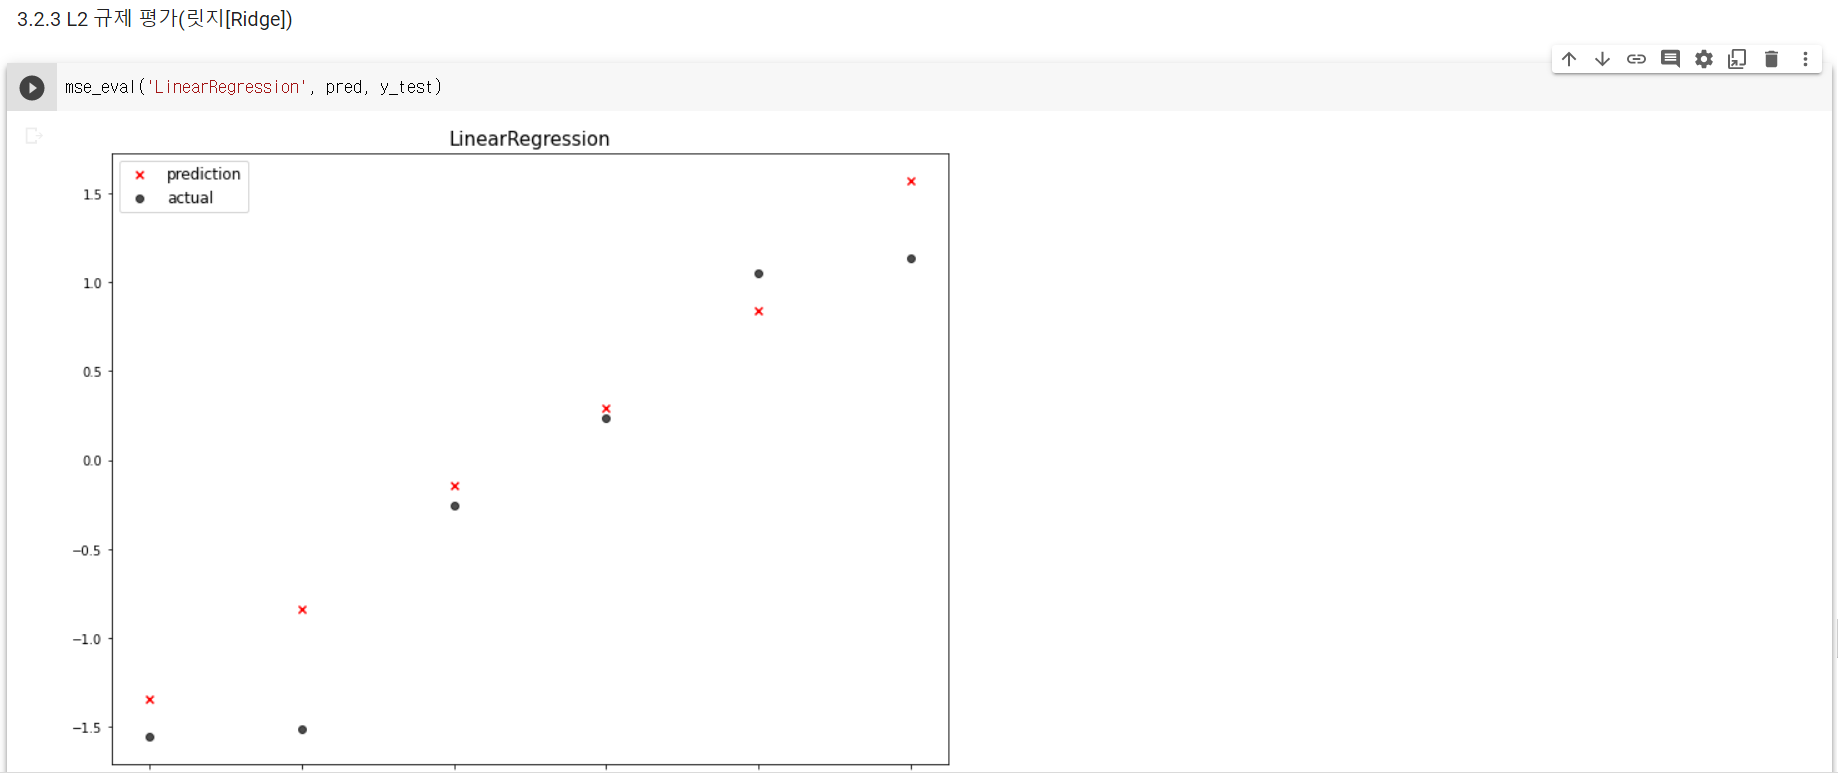 3.2.3 L2 규제 평가(릿지[Ridge])
mse_eval('LinearRegression', pred, y_test)
LinearRegression
prediction
actual
1.5
1.0
0.5
0.0
−0.5
−1.0
−1.5